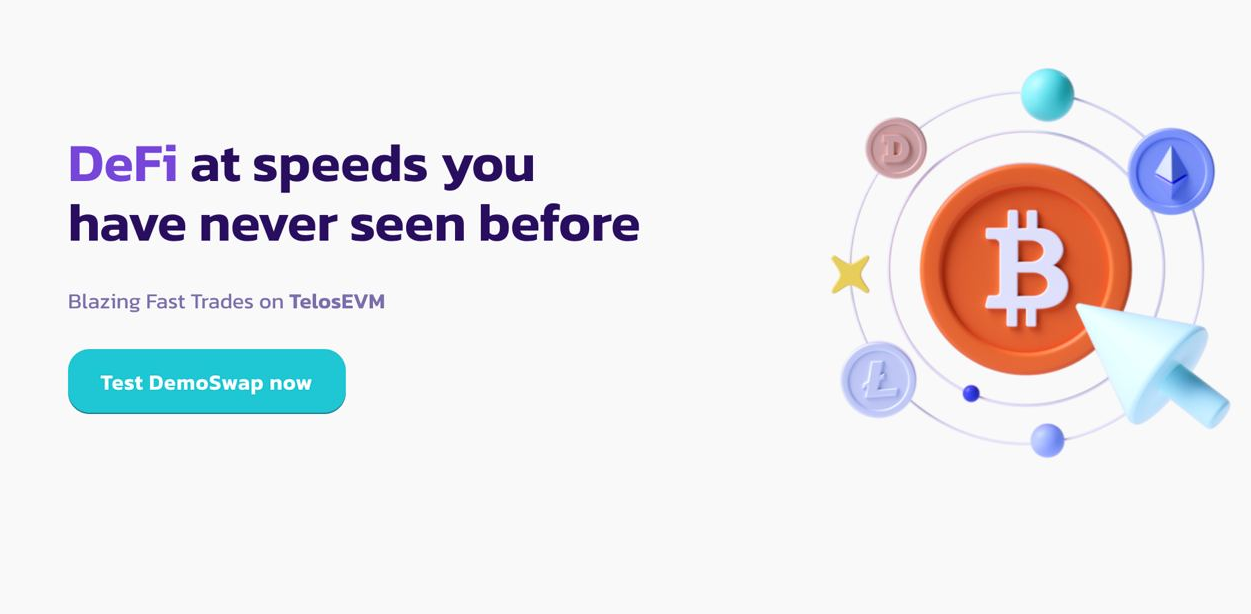 DeFi at speeds you
have never seen before
Blazing Fast Trades on TelosEVM
Test DemoSwap now